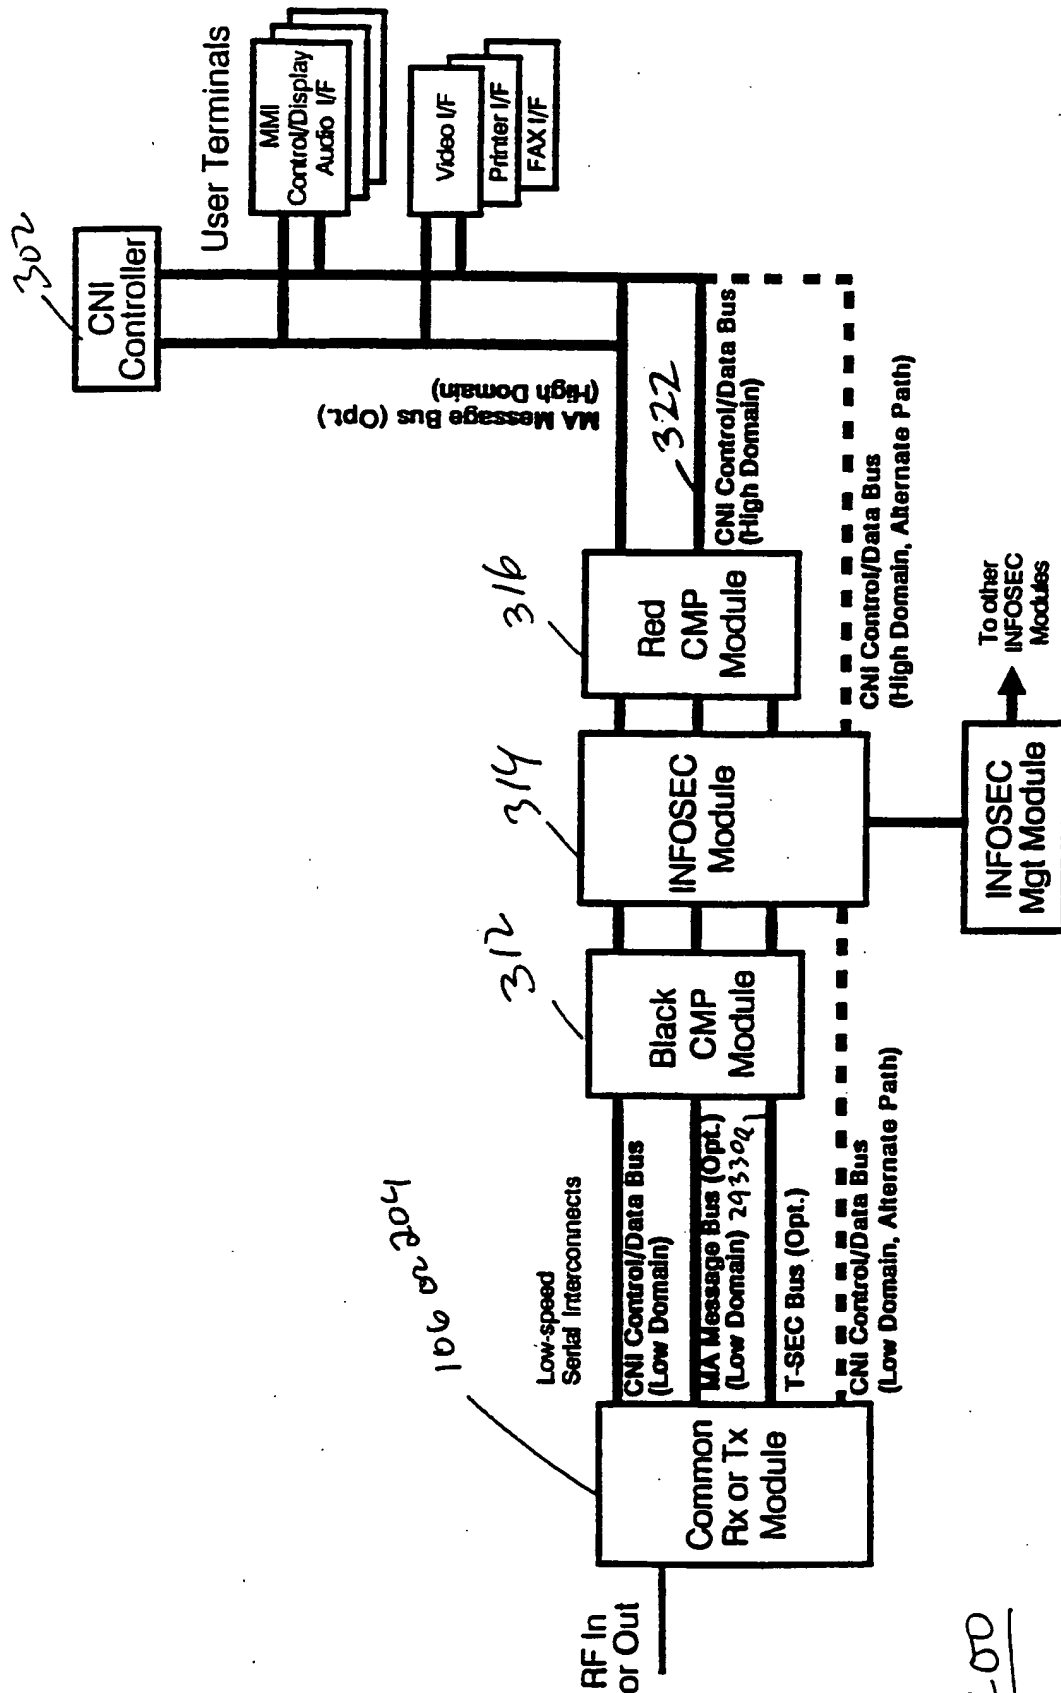 302
CNI
Controller
User Terminals
MMI
Control/Display
Audio I/F
Video I/F
Printer I/F
FAX I/F
MA Message Bus (Opt.)
(High Domain)
322
CNI Control/Data Bus
(High Domain)
CNI Control/Data Bus
(High Domain, Alternate Path)
316
Red
CMP
Module
314
INFOSEC
Module
312
Black
CMP
Module
INFOSEC
Mgt Module
To other
INFOSEC
Modules
106 or 204
Low-speed
Serial Interconnects
CNI Control/Data Bus
(Low Domain)
MA Message Bus (Opt.)
(Low Domain)
T-SEC Bus (Opt.)
CNI Control/Data Bus
(Low Domain, Alternate Path)
Common
Rx or Tx
Module
RF In
or Out